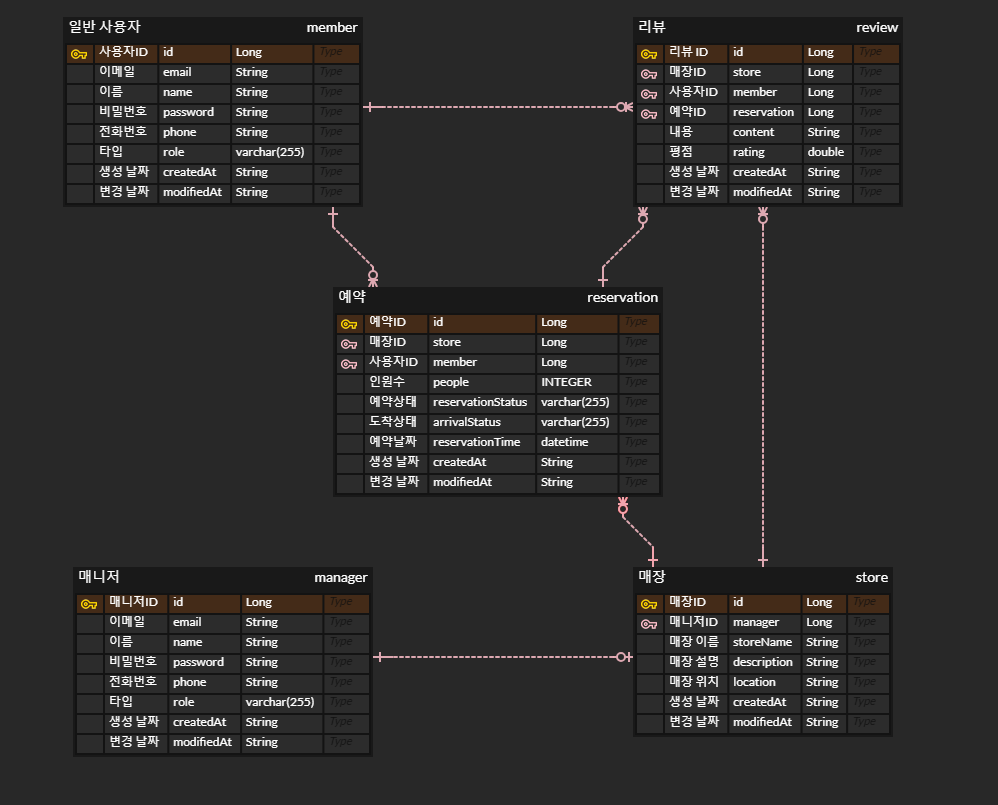 일반 사용자 member
사용자ID id Long Type
이메일 email String Type
이름 name String Type
비밀번호 password String Type
전화번호 phone String Type
타입 role varchar(255) Type
생성 날짜 createdAt String Type
변경 날짜 modifiedAt String Type
리뷰 review
리뷰 ID id Long Type
매장ID store Long Type
사용자ID member Long Type
예약ID reservation Long Type
내용 content String Type
평점 rating double Type
생성 날짜 createdAt String Type
변경 날짜 modifiedAt String Type
예약 reservation
예약ID id Long Type
매장ID store Long Type
사용자ID member Long Type
인원수 people INTEGER Type
예약상태 reservationStatus varchar(255) Type
도착상태 arrivalStatus varchar(255) Type
예약날짜 reservationTime datetime Type
생성 날짜 createdAt String Type
변경 날짜 modifiedAt String Type
매니저 manager
매니저ID id Long Type
이메일 email String Type
이름 name String Type
비밀번호 password String Type
전화번호 phone String Type
타입 role varchar(255) Type
생성 날짜 createdAt String Type
변경 날짜 modifiedAt String Type
매장 store
매장ID id Long Type
매니저ID manager Long Type
매장 이름 storeName String Type
매장 설명 description String Type
매장 위치 location String Type
생성 날짜 createdAt String Type
변경 날짜 modifiedAt String Type